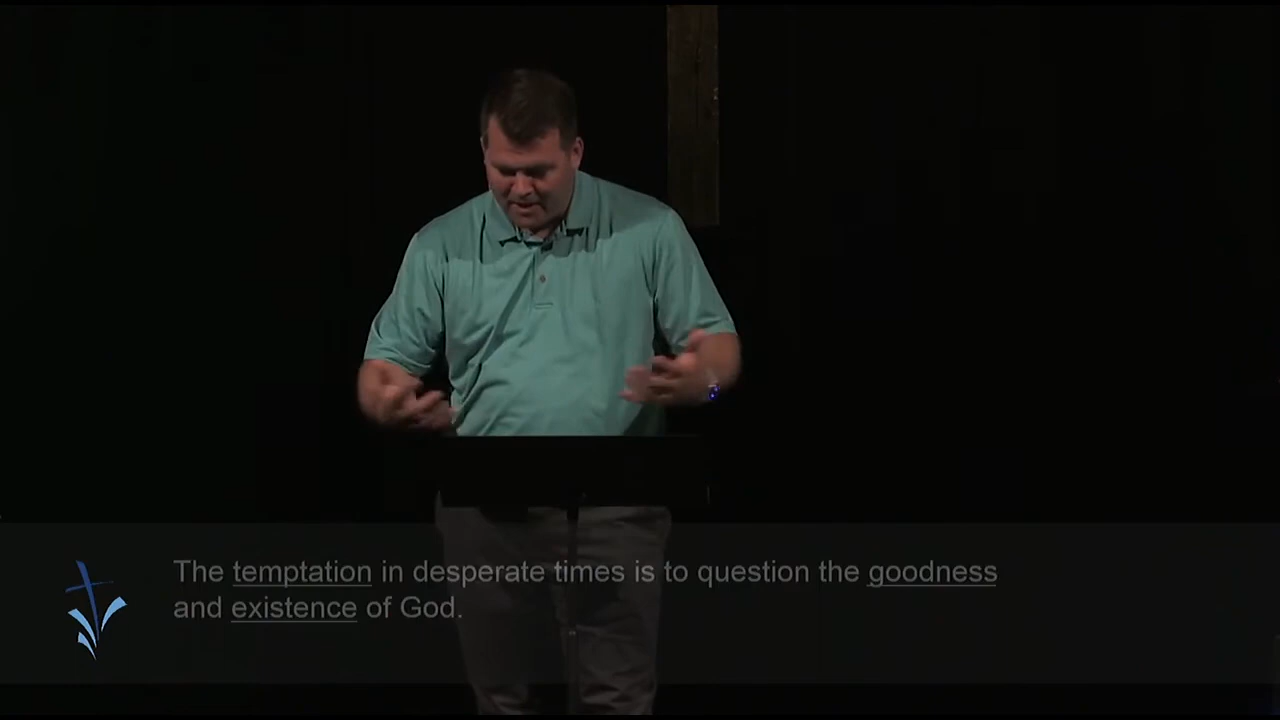 The temptation in desperate times is to question the goodness
and existence of God.